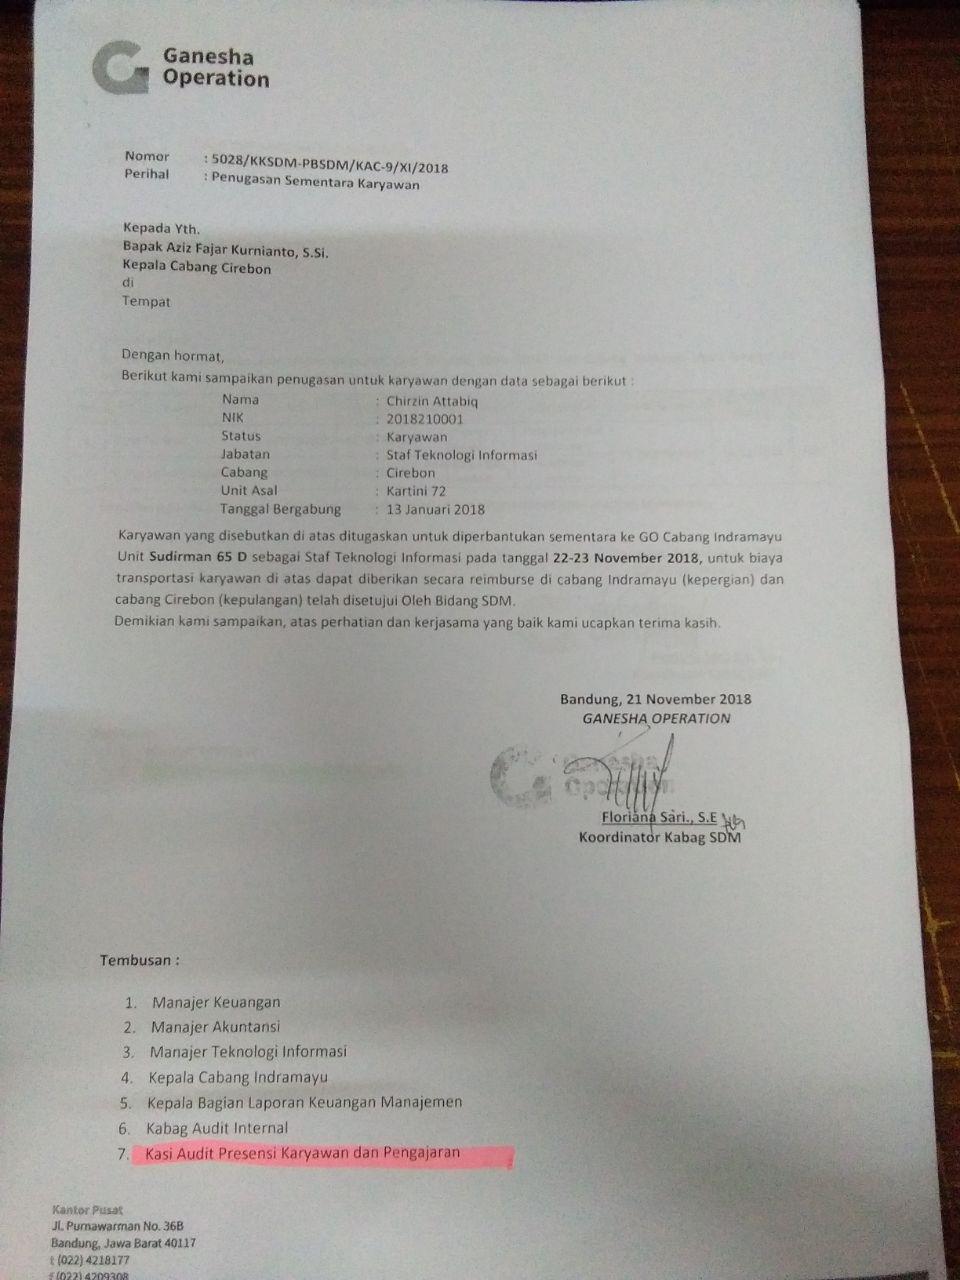 Ganesha
Operation
Nomor : 5028/KKSDM-PBSDM/KAC-9/XI/2018
Perihal : Penugasan Sementara Karyawan
Kepada Yth.
Bapak Aziz Fajar Kurnianto, S.Si.
Kepala Cabang Cirebon
di
Tempat
Dengan hormat,
Berikut kami sampaikan penugasan untuk karyawan dengan data sebagai berikut :
Nama : Chirzin Attabiq
NIK : 2018210001
Status : Karyawan
Jabatan : Staf Teknologi Informasi
Cabang : Cirebon
Unit Asal : Kartini 72
Tanggal Bergabung : 13 Januari 2018
Karyawan yang disebutkan di atas ditugaskan untuk diperbantukan sementara ke GO Cabang Indramayu
Unit Sudirman 65 D sebagai Staf Teknologi Informasi pada tanggal 22-23 November 2018, untuk biaya
transportasi karyawan di atas dapat diberikan secara reimburse di cabang Indramayu (kepergian) dan
cabang Cirebon (kepulangan) telah disetujui Oleh Bidang SDM.
Demikian kami sampaikan, atas perhatian dan kerjasama yang baik kami ucapkan terima kasih.
Bandung, 21 November 2018
GANESHA OPERATION
Floriana Sari., S.E
Koordinator Kabag SDM
Tembusan :
1. Manajer Keuangan
2. Manajer Akuntansi
3. Manajer Teknologi Informasi
4. Kepala Cabang Indramayu
5. Kepala Bagian Laporan Keuangan Manajemen
6. Kabag Audit Internal
7. Kasi Audit Presensi Karyawan dan Pengajaran
Kantor Pusat
Jl. Purnawarman No. 36B
Bandung, Jawa Barat 40117
t (022) 4218177
f (022) 4209308